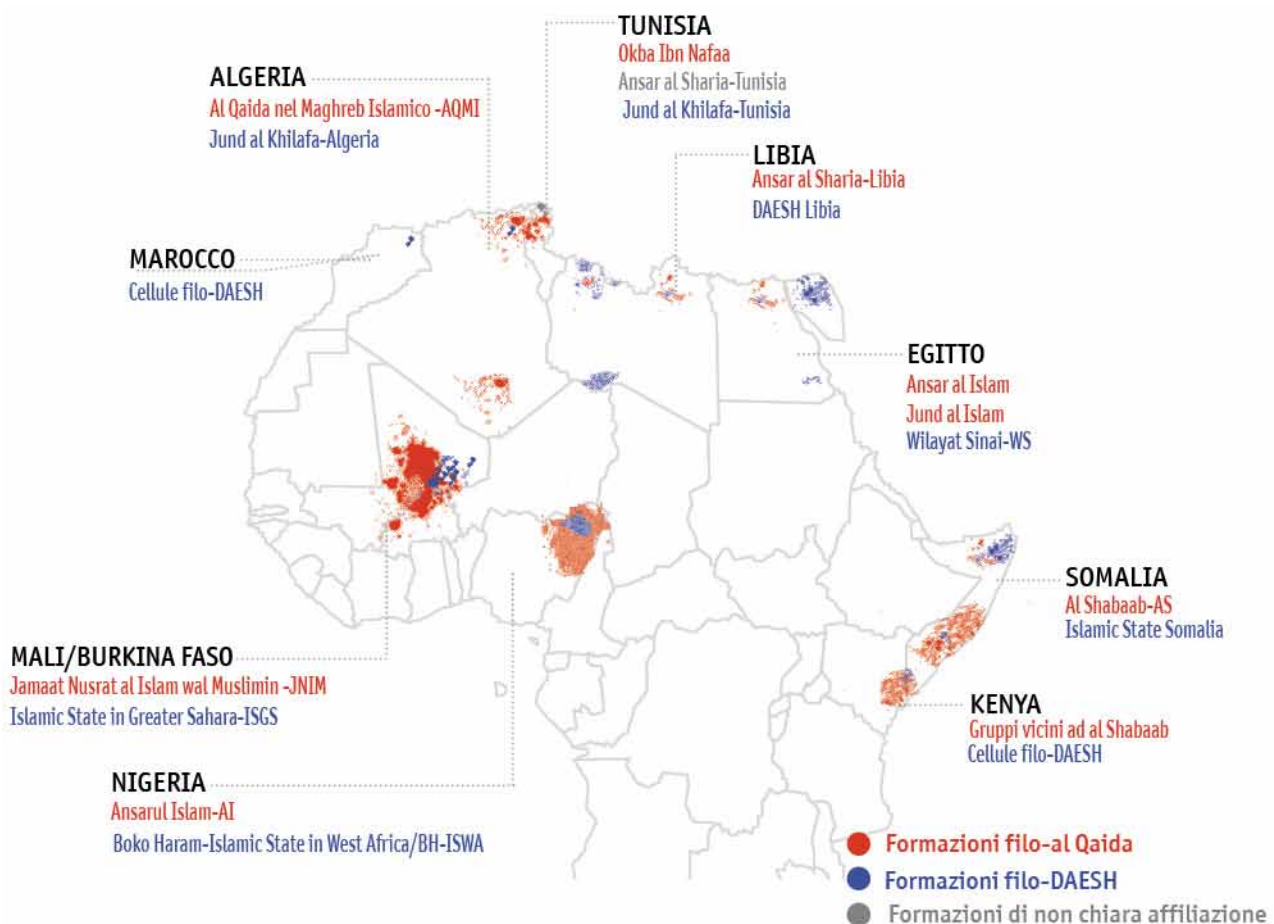 TUNISIA
Okba Ibn Nafaa
Ansar al Sharia-Tunisia
Jund al Khilafa-Tunisia
ALGERIA
Al Qaida nel Maghreb Islamico -AQMI
Jund al Khilafa-Algeria
LIBIA
Ansar al Sharia-Libia
DAESH Libia
MAROCCO
Cellule filo-DAESH
EGITTO
Ansar al Islam
Jund al Islam
Wilayat Sinai-WS
SOMALIA
Al Shabaab-AS
Islamic State Somalia
MALI/BURKINA FASO
Jamaat Nusrat al Islam wal Muslimin -JNIM
Islamic State in Greater Sahara-ISGS
KENYA
Gruppi vicini ad al Shabaab
Cellule filo-DAESH
NIGERIA
Ansarul Islam-AI
Boko Haram-Islamic State in West Africa/BH-ISWA
Formazioni filo-al Qaida
Formazioni filo-DAESH
Formazioni di non chiara affiliazione